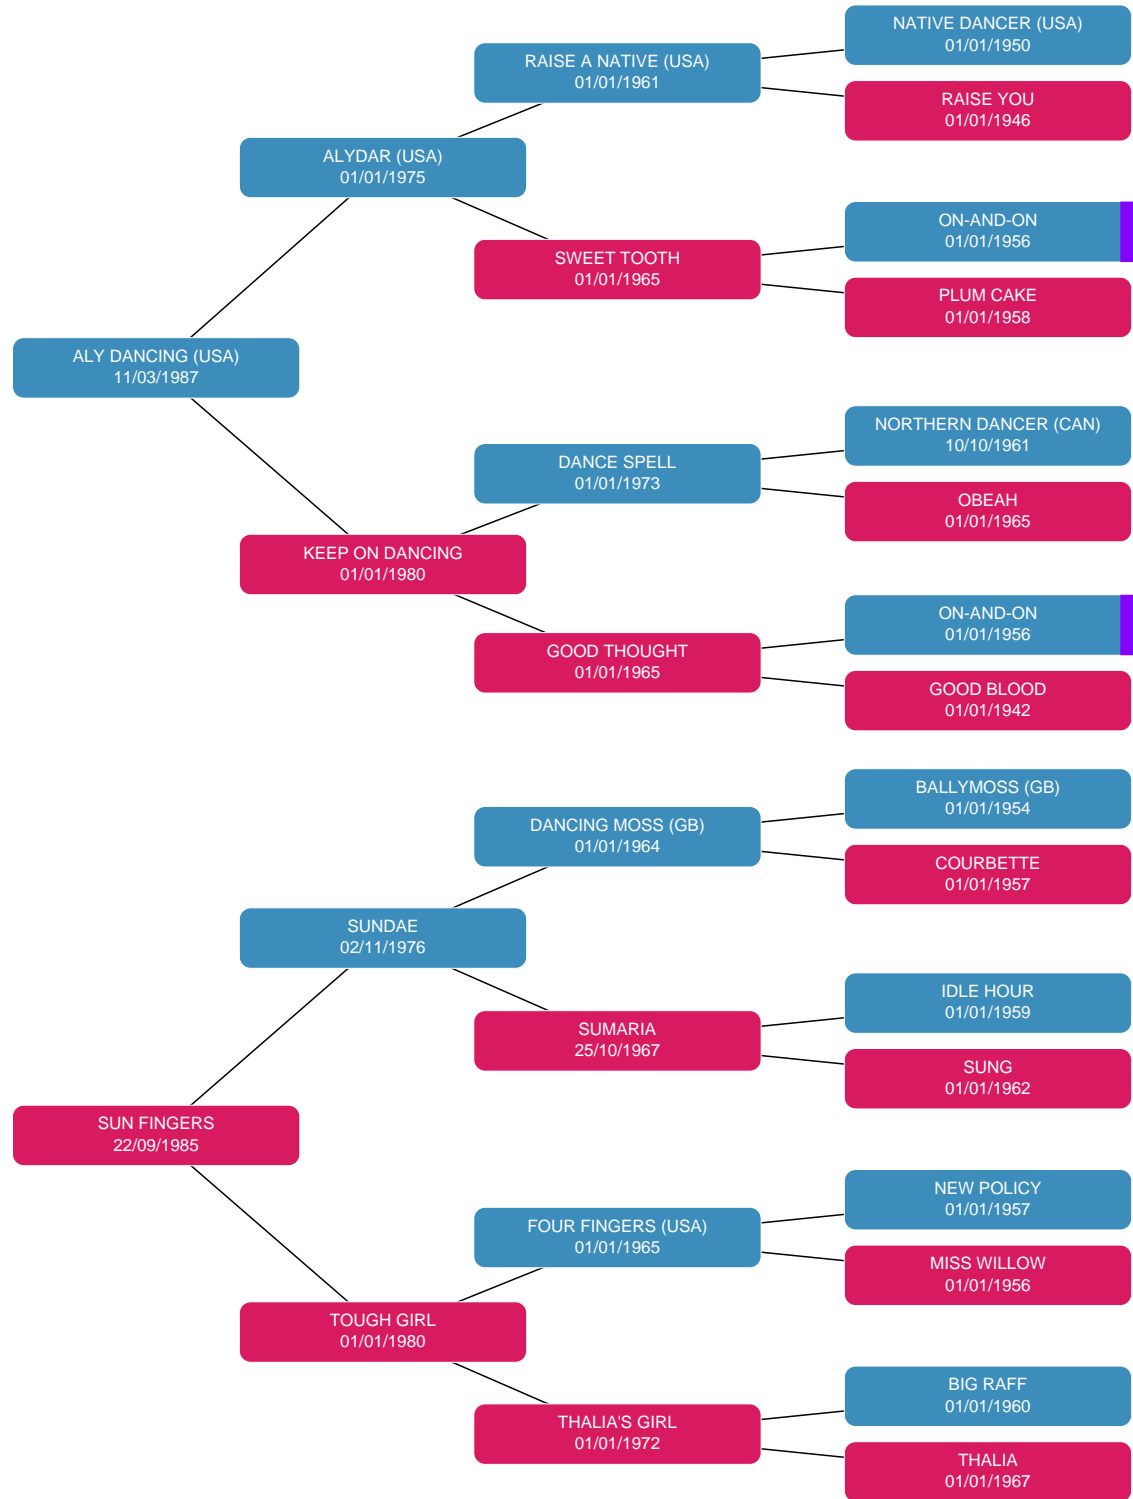 NATIVE DANCER (USA)
01/01/1950
RAISE A NATIVE (USA)
01/01/1961
RAISE YOU
01/01/1946
ALYDAR (USA)
01/01/1975
ON-AND-ON
01/01/1956
SWEET TOOTH
01/01/1965
PLUM CAKE
01/01/1958
ALY DANCING (USA)
11/03/1987
NORTHERN DANCER (CAN)
10/10/1961
DANCE SPELL
01/01/1973
OBEAH
01/01/1965
KEEP ON DANCING
01/01/1980
ON-AND-ON
01/01/1956
GOOD THOUGHT
01/01/1965
GOOD BLOOD
01/01/1942
BALLYMOSS (GB)
01/01/1954
DANCING MOSS (GB)
01/01/1964
COURBETTE
01/01/1957
SUNDAE
02/11/1976
IDLE HOUR
01/01/1959
SUMARIA
25/10/1967
SUNG
01/01/1962
SUN FINGERS
22/09/1985
NEW POLICY
01/01/1957
FOUR FINGERS (USA)
01/01/1965
MISS WILLOW
01/01/1956
TOUGH GIRL
01/01/1980
BIG RAFF
01/01/1960
THALIA'S GIRL
01/01/1972
THALIA
01/01/1967